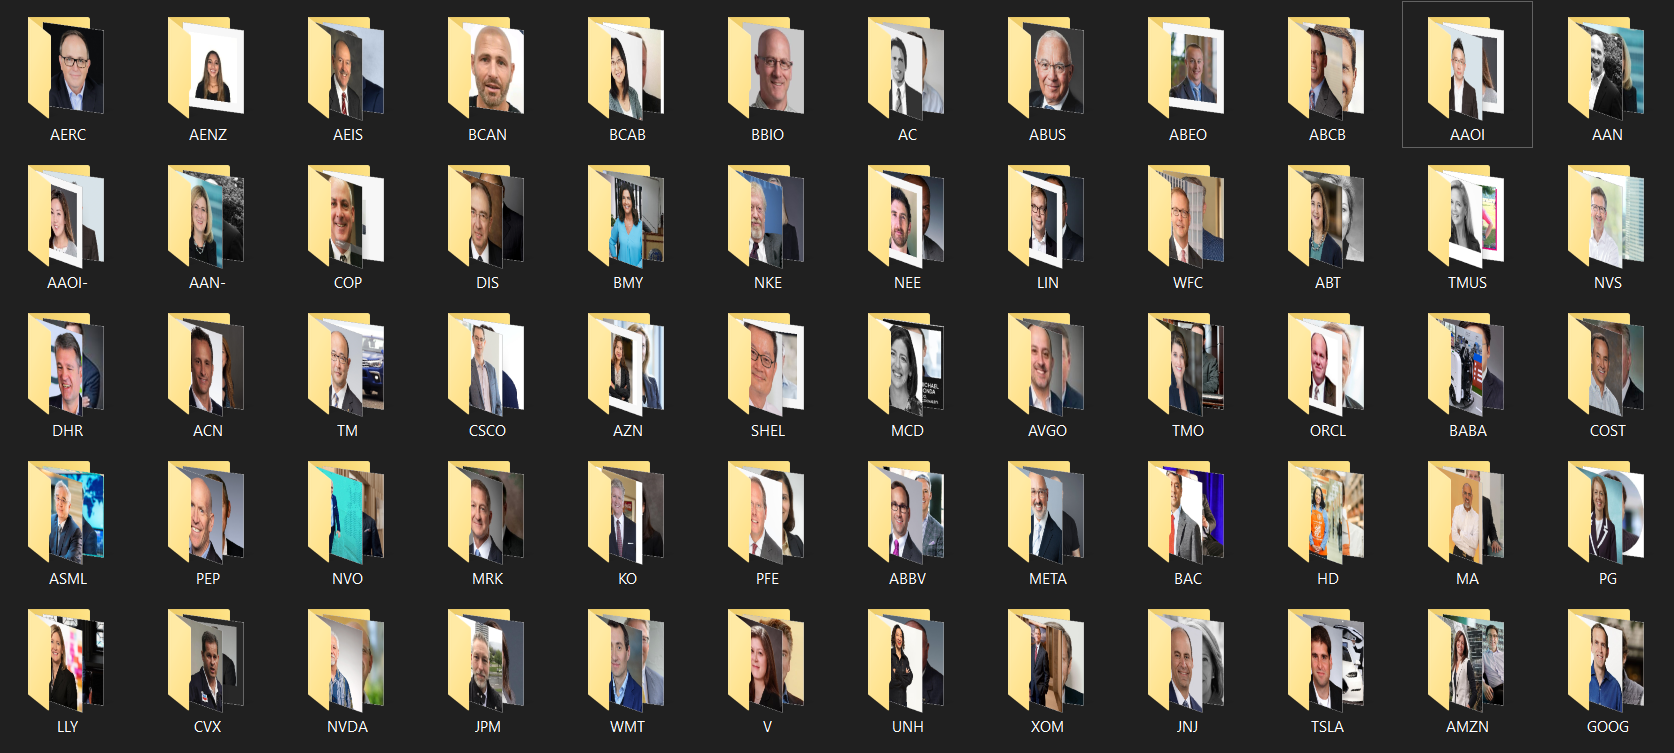 AERC
AENZ
AEIS
BCAN
BCAB
BBIO
AC
ABUS
ABEO
ABCB
AAOI
AAN
AAOI-
AAN-
COP
DIS
BMY
NKE
NEE
LIN
WFC
ABT
TMUS
NVS
DHR
ACN
TM
CSCO
AZN
SHEL
MCD
AVGO
TMO
ORCL
BABA
COST
ASML
PEP
NVO
MRK
KO
PFE
ABBV
META
BAC
HD
MA
PG
LLY
CVX
NVDA
JPM
WMT
V
UNH
XOM
JNJ
TSLA
AMZN
GOOG